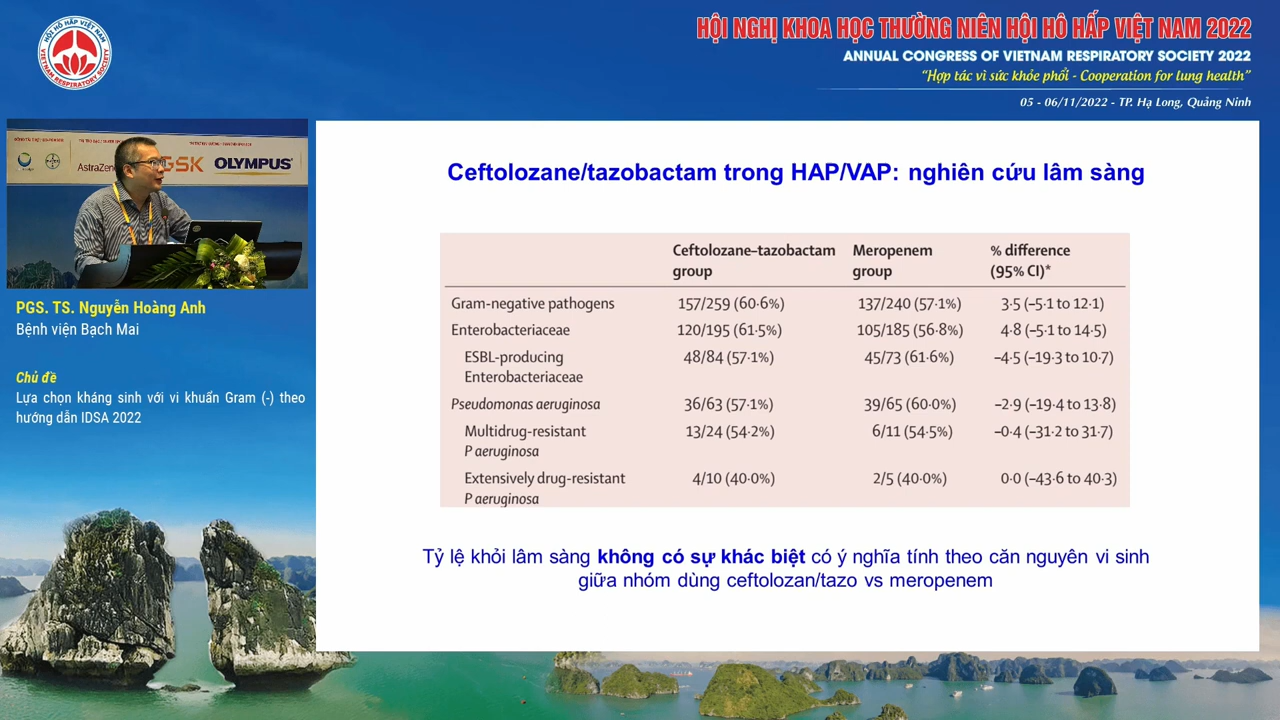 HỘI HÔ HẤP VIỆT NAM
VIETNAM RESPIRATORY SOCIETY
HỘI NGHỊ KHOA HỌC THƯỜNG NIÊN HỘI HÔ HẤP VIỆT NAM 2022
ANNUAL CONGRESS OF VIETNAM RESPIRATORY SOCIETY 2022
“Hợp tác vì sức khỏe phổi - Cooperation for lung health”
05 - 06/11/2022 - TP. Hạ Long, Quảng Ninh
GSK
OLYMPUS
PGS. TS. Nguyễn Hoàng Anh
Bệnh viện Bạch Mai
Chủ đề
Lựa chọn kháng sinh với vi khuẩn Gram (-) theo
hướng dẫn IDSA 2022
Ceftolozane/tazobactam trong HAP/VAP: nghiên cứu lâm sàng
Ceftolozane–tazobactam group Meropenem group % difference (95% CI)*
Gram-negative pathogens 157/259 (60·6%) 137/240 (57·1%) 3·5 (–5·1 to 12·1)
Enterobacteriaceae 120/195 (61·5%) 105/185 (56·8%) 4·8 (–5·1 to 14·5)
ESBL-producing Enterobacteriaceae 48/84 (57·1%) 45/73 (61·6%) –4·5 (–19·3 to 10·7)
Pseudomonas aeruginosa 36/63 (57·1%) 39/65 (60·0%) –2·9 (–19·4 to 13·8)
Multidrug-resistant P aeruginosa 13/24 (54·2%) 6/11 (54·5%) –0·4 (–31·2 to 31·7)
Extensively drug-resistant P aeruginosa 4/10 (40·0%) 2/5 (40·0%) 0·0 (–43·6 to 40·3)
Tỷ lệ khỏi lâm sàng không có sự khác biệt có ý nghĩa tính theo căn nguyên vi sinh
giữa nhóm dùng ceftolozan/tazo vs meropenem